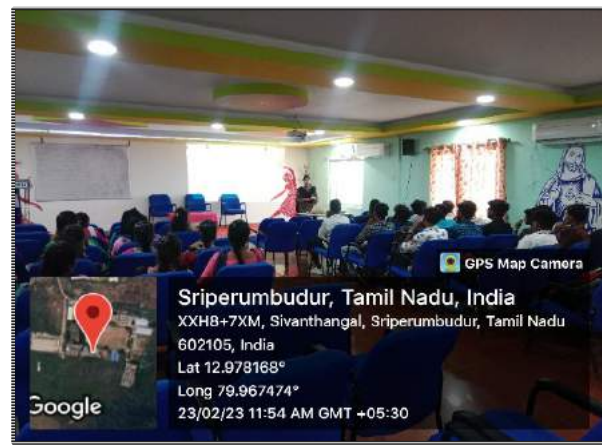 GPS Map Camera
Sriperumbudur, Tamil Nadu, India
XXH8+7XM, Sivanthangal, Sriperumbudur, Tamil Nadu
602105, India
Lat 12.978168°
Long 79.967474°
23/02/23 11:54 AM GMT +05:30
Google